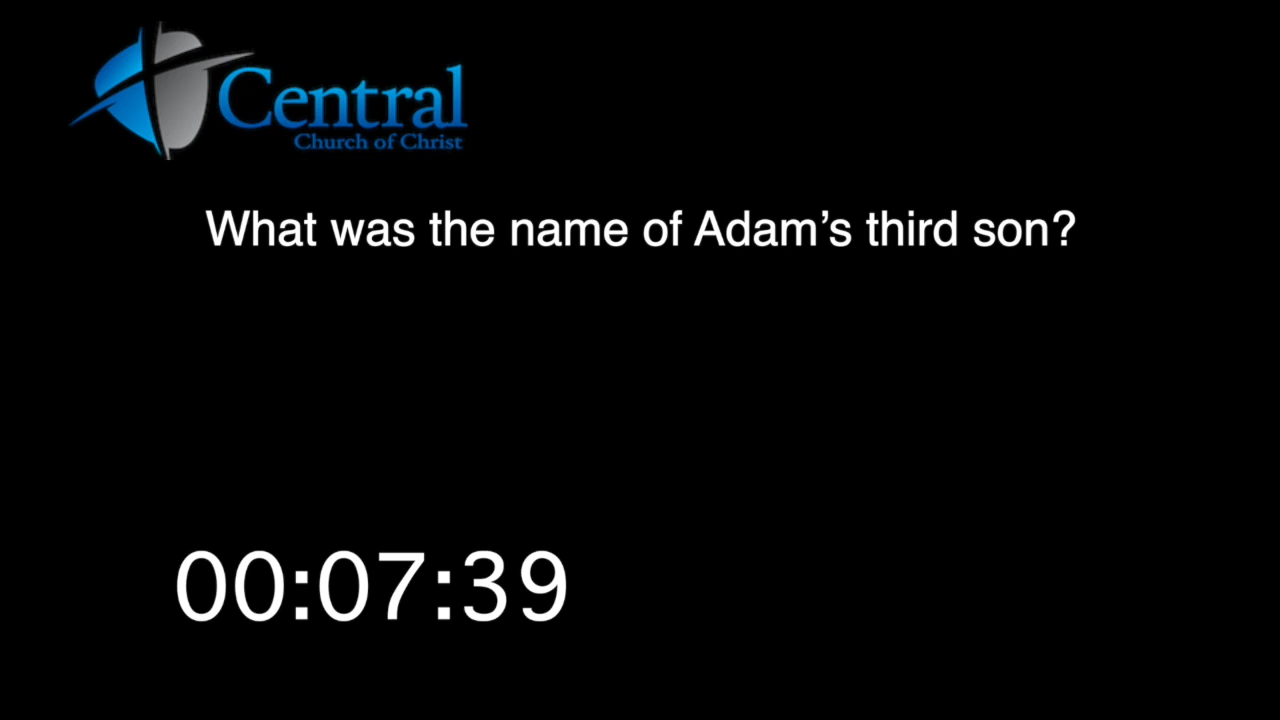 Central
Church of Christ
What was the name of Adam’s third son?
00:07:39